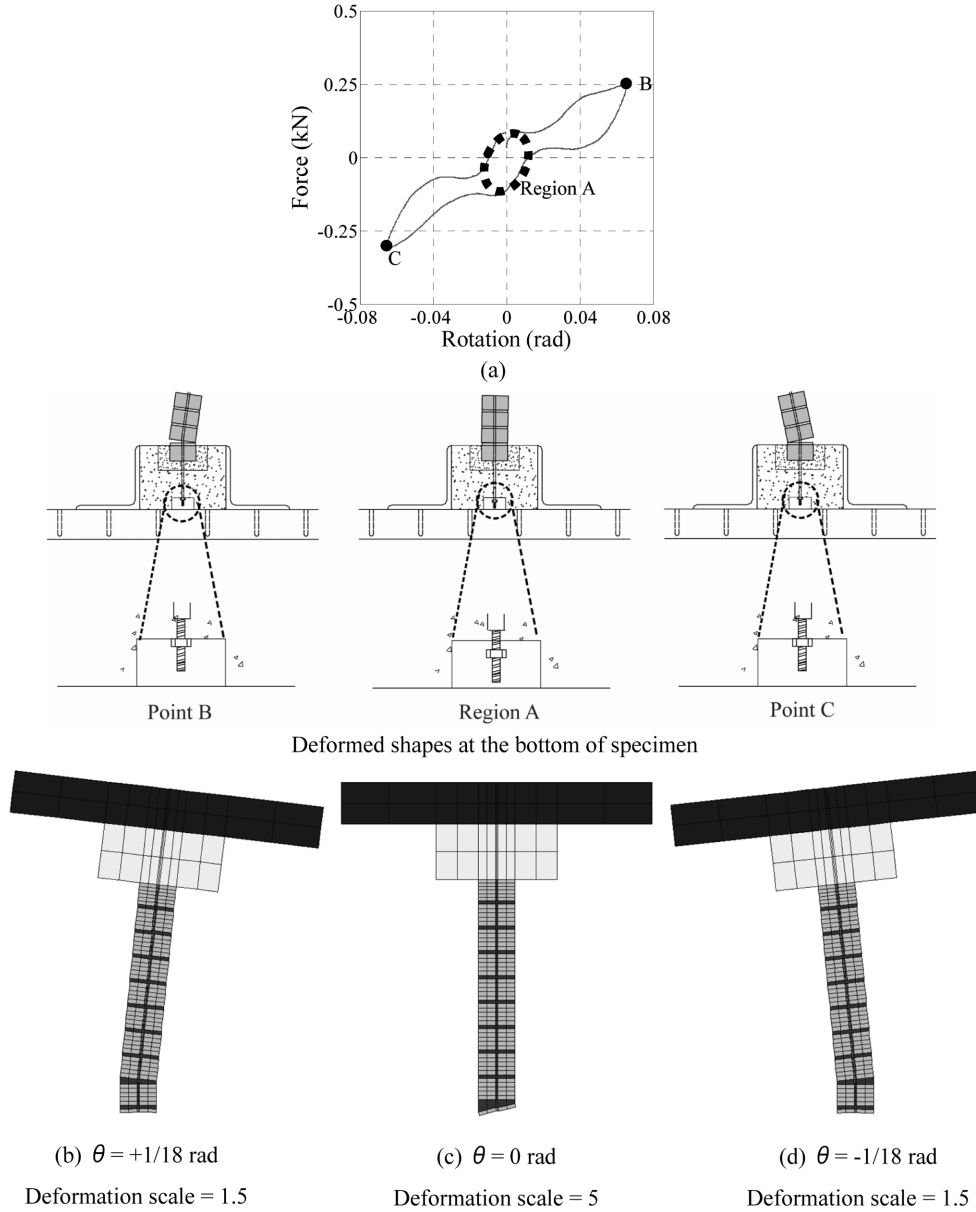 0.5
0.25
0
-0.25
-0.5
Force (kN)
B
Region A
C
-0.08 -0.04 0 0.04 0.08
Rotation (rad)
(a)
Point B Region A Point C
Deformed shapes at the bottom of specimen
(b) θ = +1/18 rad (c) θ = 0 rad (d) θ = -1/18 rad
Deformation scale = 1.5 Deformation scale = 5 Deformation scale = 1.5